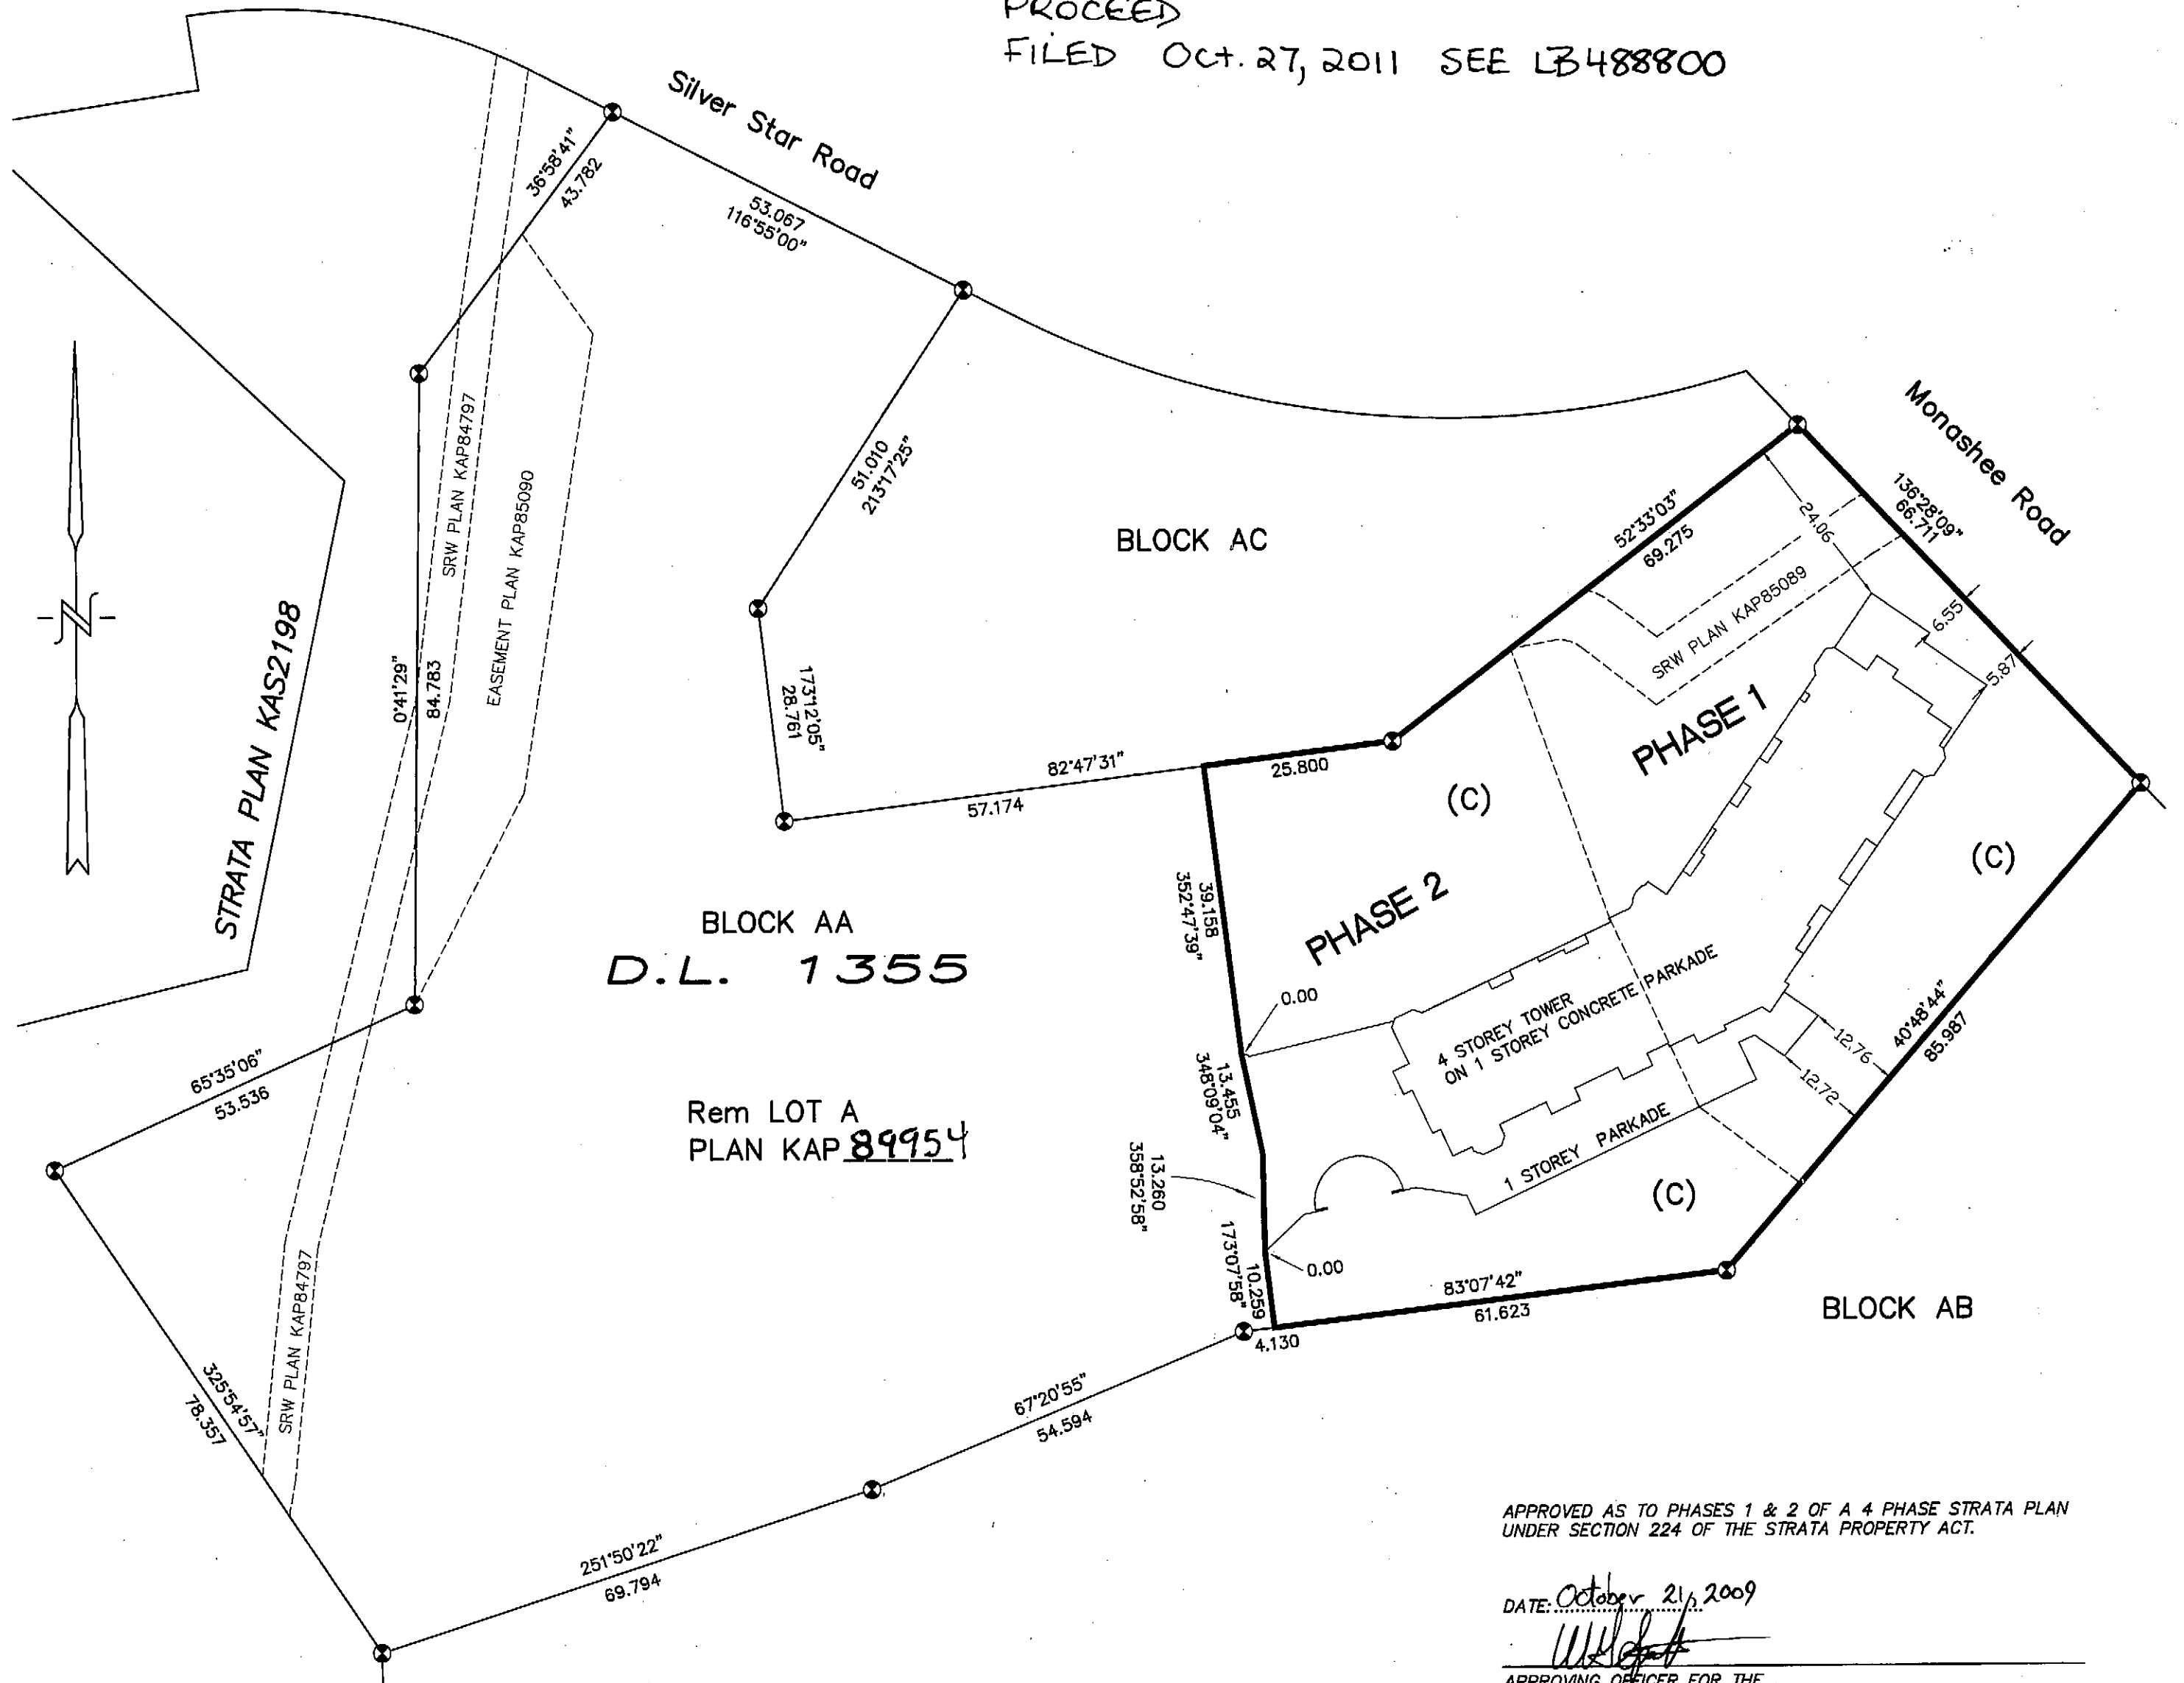 PROCEED
FILED Oct. 27, 2011 SEE LB488800
Silver Star Road
36°58'41"
43.782
53.067
116°55'00"
Monashee Road
SRW PLAN KAP84797
EASEMENT PLAN KAP85090
51.010
213°17'25"
BLOCK AC
52°33'03"
69.275
24.06
136°28'09"
66.711
SRW PLAN KAP85089
6.55
5.87
N
STRATA PLAN KAS2198
0°41'29"
84.783
173°12'05"
28.761
PHASE 1
82°47'31"
57.174
25.800
(C)
(C)
39.158
352°47'39"
PHASE 2
BLOCK AA
D.L. 1355
0.00
4 STOREY TOWER
ON 1 STOREY CONCRETE PARKADE
40°48'44"
85.987
12.76
12.72
65°35'06"
53.536
13.455
348°09'04"
Rem LOT A
PLAN KAP 89954
1 STOREY PARKADE
13.260
358°52'58"
(C)
10.259
173°07'58"
0.00
83°07'42"
61.623
4.130
BLOCK AB
SRW PLAN KAP84797
325°54'57"
78.357
67°20'55"
54.594
251°50'22"
69.794
APPROVED AS TO PHASES 1 & 2 OF A 4 PHASE STRATA PLAN
UNDER SECTION 224 OF THE STRATA PROPERTY ACT.
DATE: October 21, 2009
APPROVING OFFICER FOR THE